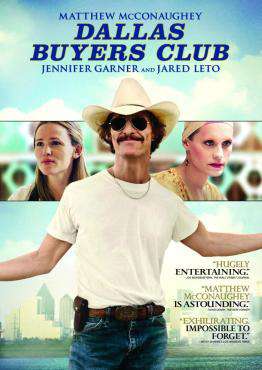 MATTHEW McCONAUGHEY
DALLAS
BUYERS CLUB
JENNIFER GARNER AND JARED LETO
"HUGELY
ENTERTAINING."
"MATTHEW
McCONAUGHEY
IS ASTOUNDING."
"EXHILIRATING.
IMPOSSIBLE TO
FORGET."